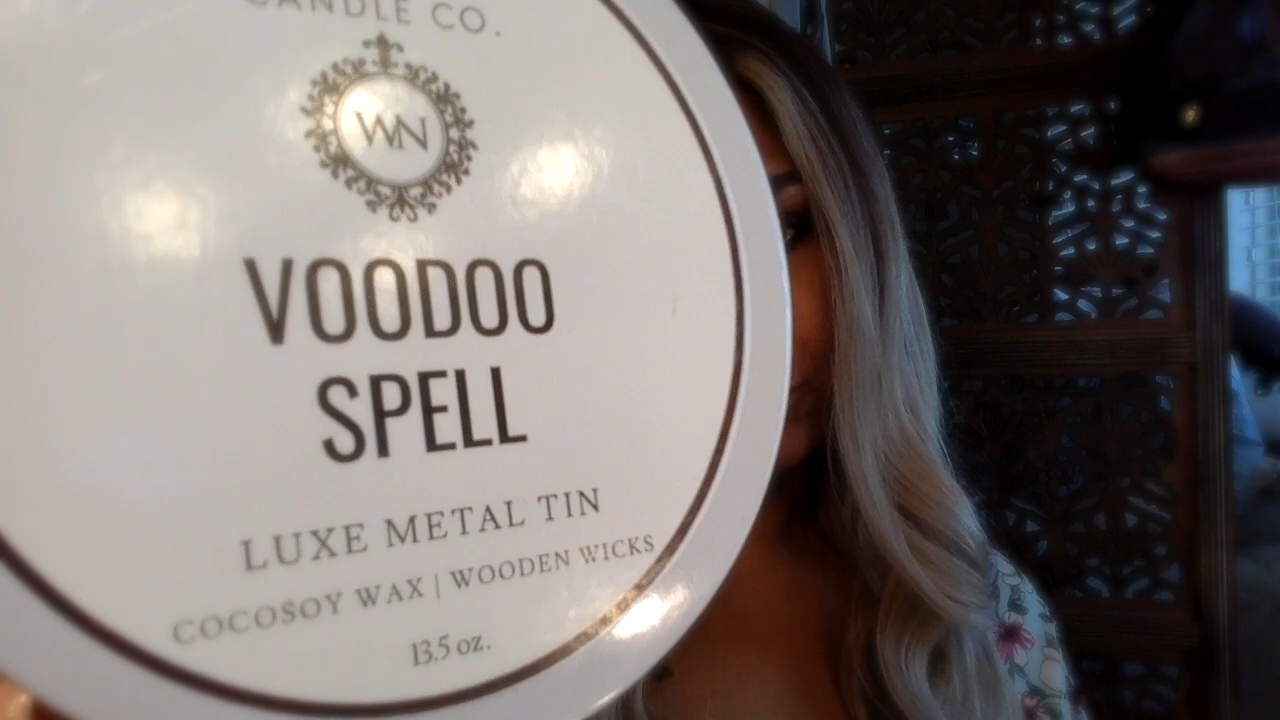 CANDLE CO.
WN
VOODOO
SPELL
LUXE METAL TIN
COCOSOY WAX | WOODEN WICKS
13.5 oz.